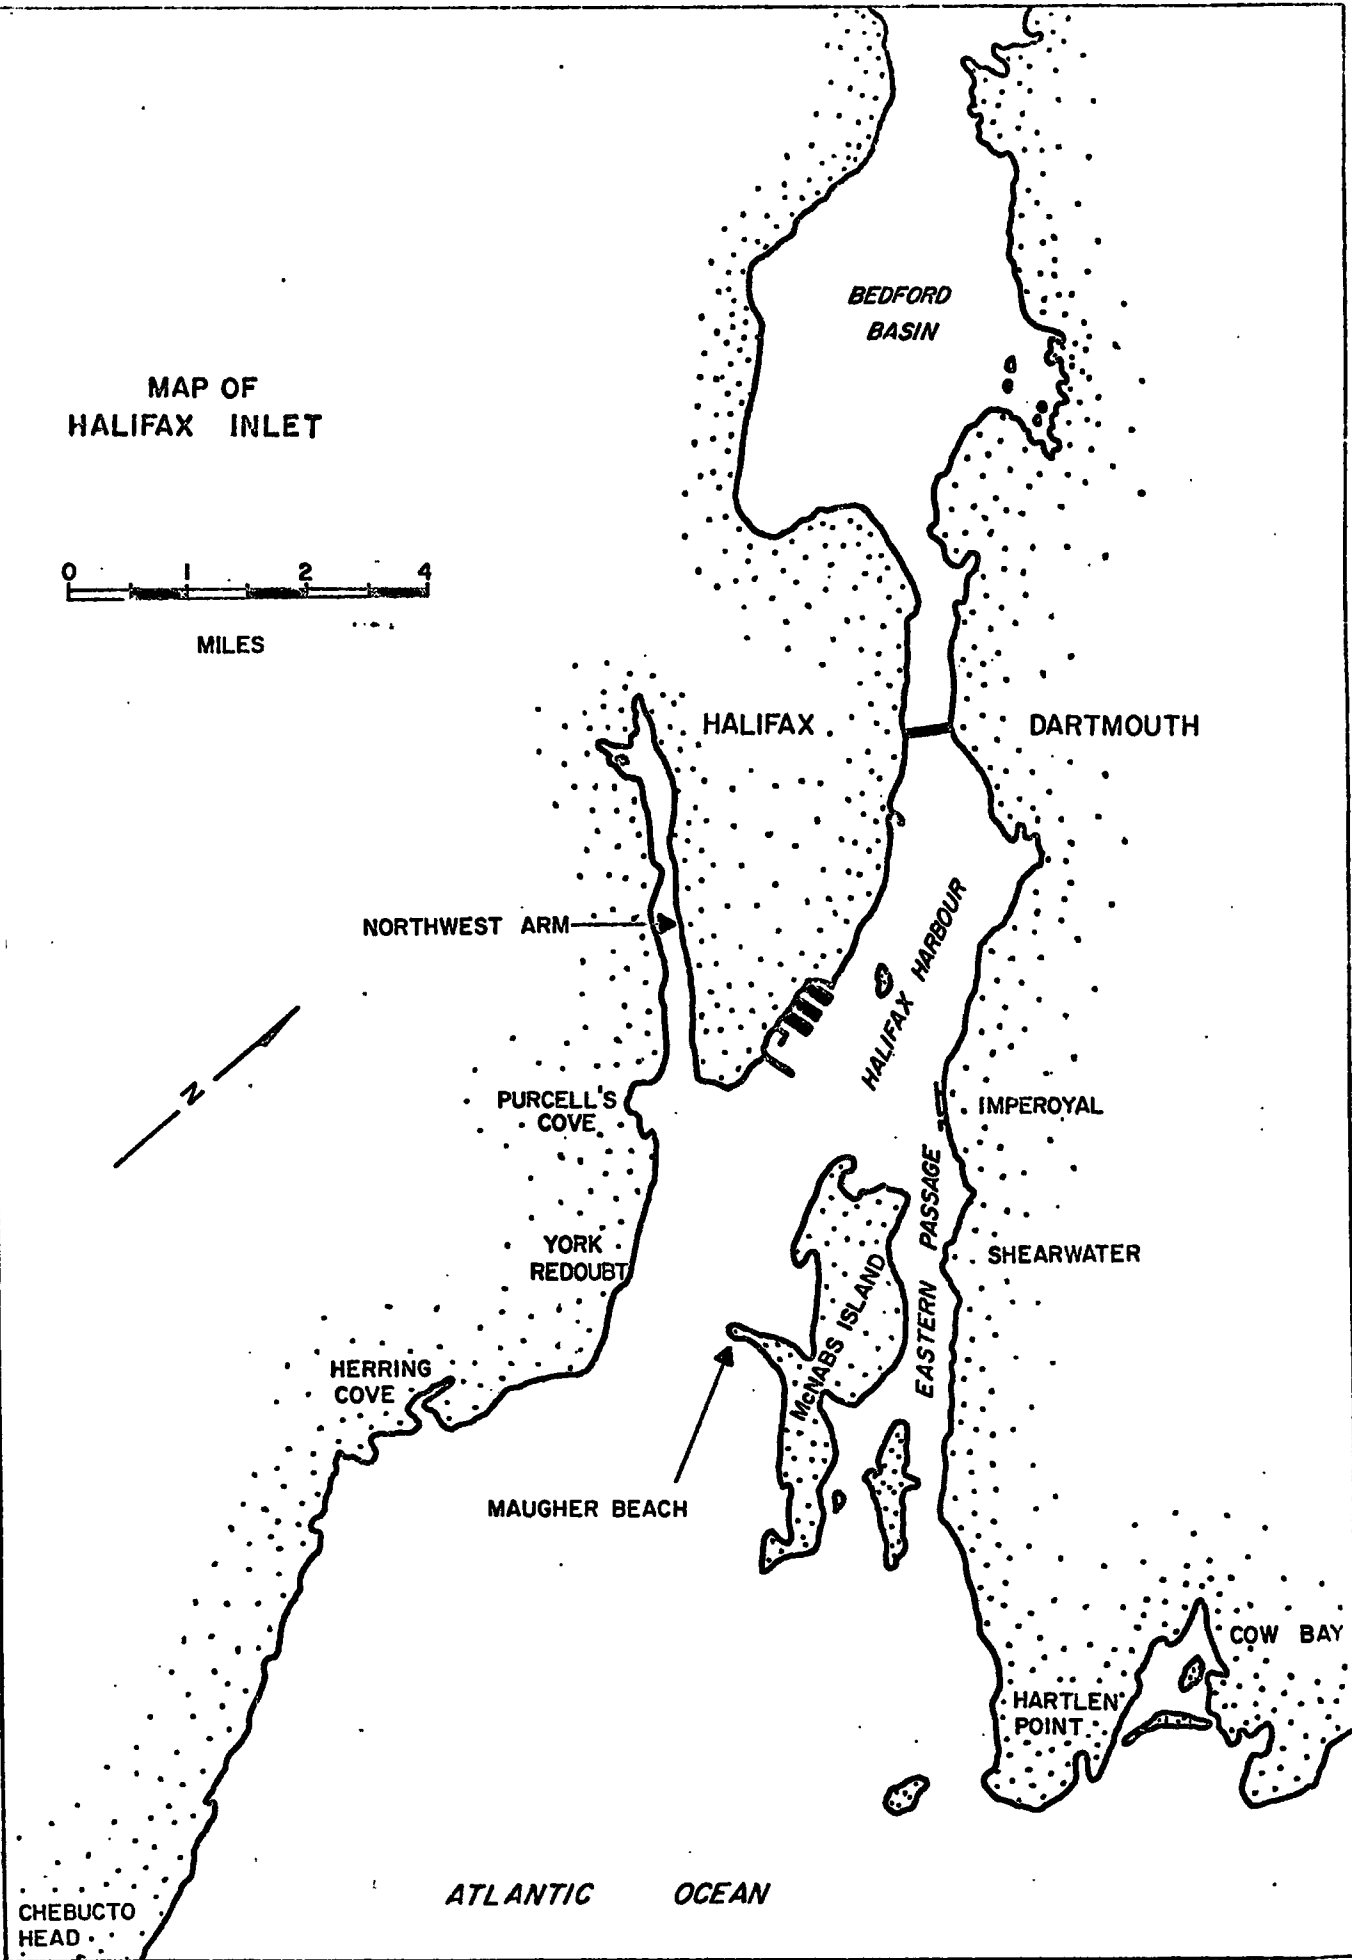 BEDFORD
BASIN
MAP OF
HALIFAX INLET
0 1 2 4
MILES
HALIFAX
DARTMOUTH
NORTHWEST ARM
HALIFAX HARBOUR
N
PURCELL'S
COVE
IMPEROYAL
EASTERN PASSAGE
YORK
REDOUBT
SHEARWATER
McNABS ISLAND
HERRING
COVE
MAUGHER BEACH
COW BAY
HARTLEN
POINT
ATLANTIC OCEAN
CHEBUCTO
HEAD